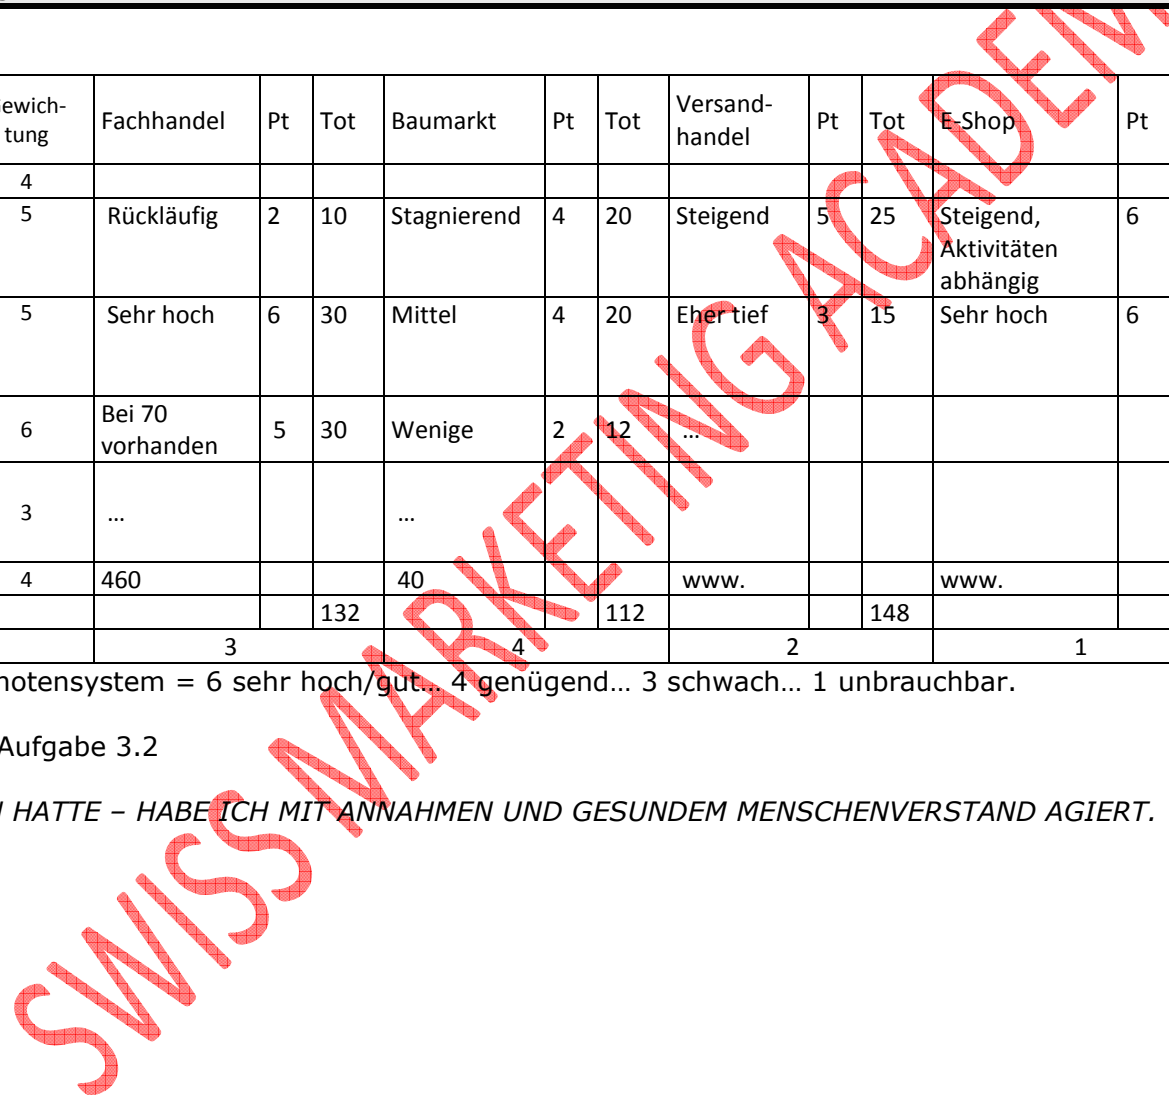 Gewich- Fachhandel Pt Tot Baumarkt Pt Tot Versand- Pt Tot E-Shop Pt
tung handel
4
5 Rückläufig 2 10 Stagnierend 4 20 Steigend 5 25 Steigend, 6
Aktivitäten
abhängig
5 Sehr hoch 6 30 Mittel 4 20 Eher tief 3 15 Sehr hoch 6
6 Bei 70 5 30 Wenige 2 12 …
vorhanden
3 … …
4 460 40 www. www.
132 112 148
3 4 2 1
notensystem = 6 sehr hoch/gut… 4 genügend… 3 schwach… 1 unbrauchbar.
Aufgabe 3.2
HATTE – HABE ICH MIT ANNAHMEN UND GESUNDEM MENSCHENVERSTAND AGIERT.
SWISS MARKETING ACADEM